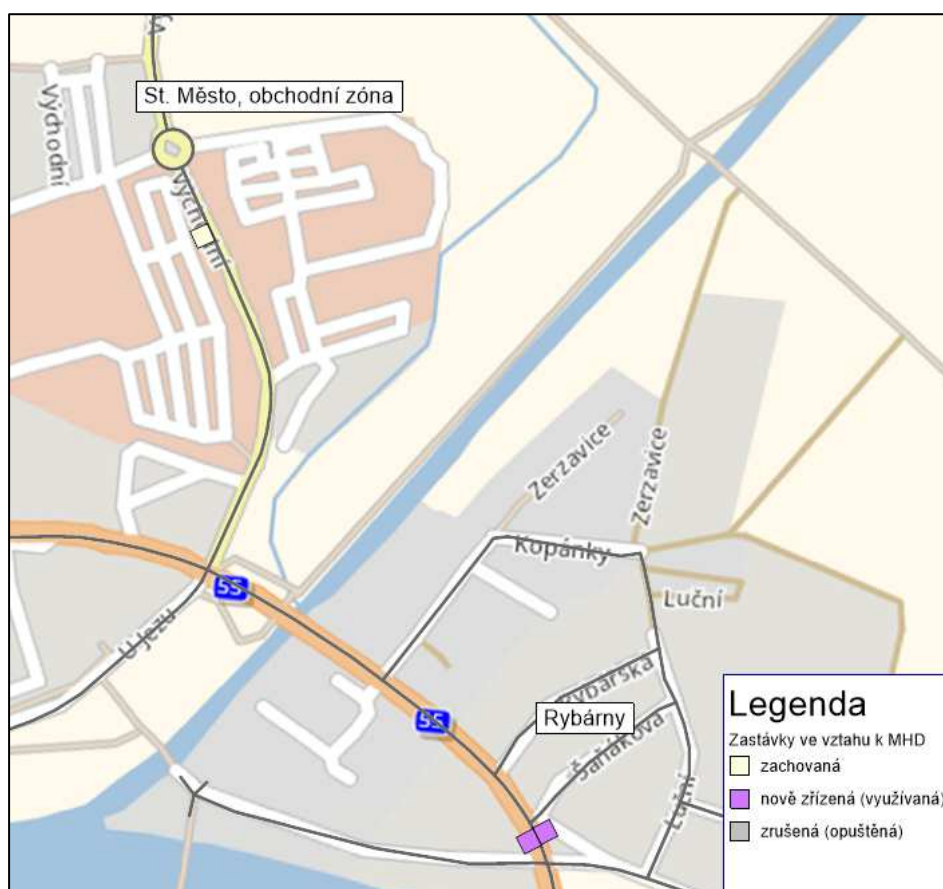 St. Město, obchodní zóna
Východní
Východní
Zerzavice
Zerzavice
Kopánky
Luční
55
U Jezu
Rybářská
55
Rybárny
Šaňákova
Luční
Legenda
Zastávky ve vztahu k MHD
zachovaná
nově zřízená (využívaná)
zrušená (opuštěná)